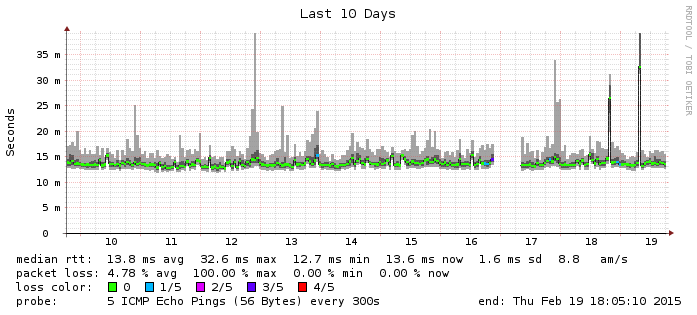 Last 10 Days
RRDTOOL / TOBI OETIKER
Seconds
35 m
30 m
25 m
20 m
15 m
10 m
5 m
0
10 11 12 13 14 15 16 17 18 19
median rtt: 13.8 ms avg 32.6 ms max 12.7 ms min 13.6 ms now 1.6 ms sd 8.8 am/s
packet loss: 4.78 % avg 100.00 % max 0.00 % min 0.00 % now
loss color: 0 1/5 2/5 3/5 4/5
probe: 5 ICMP Echo Pings (56 Bytes) every 300s end: Thu Feb 19 18:05:10 2015